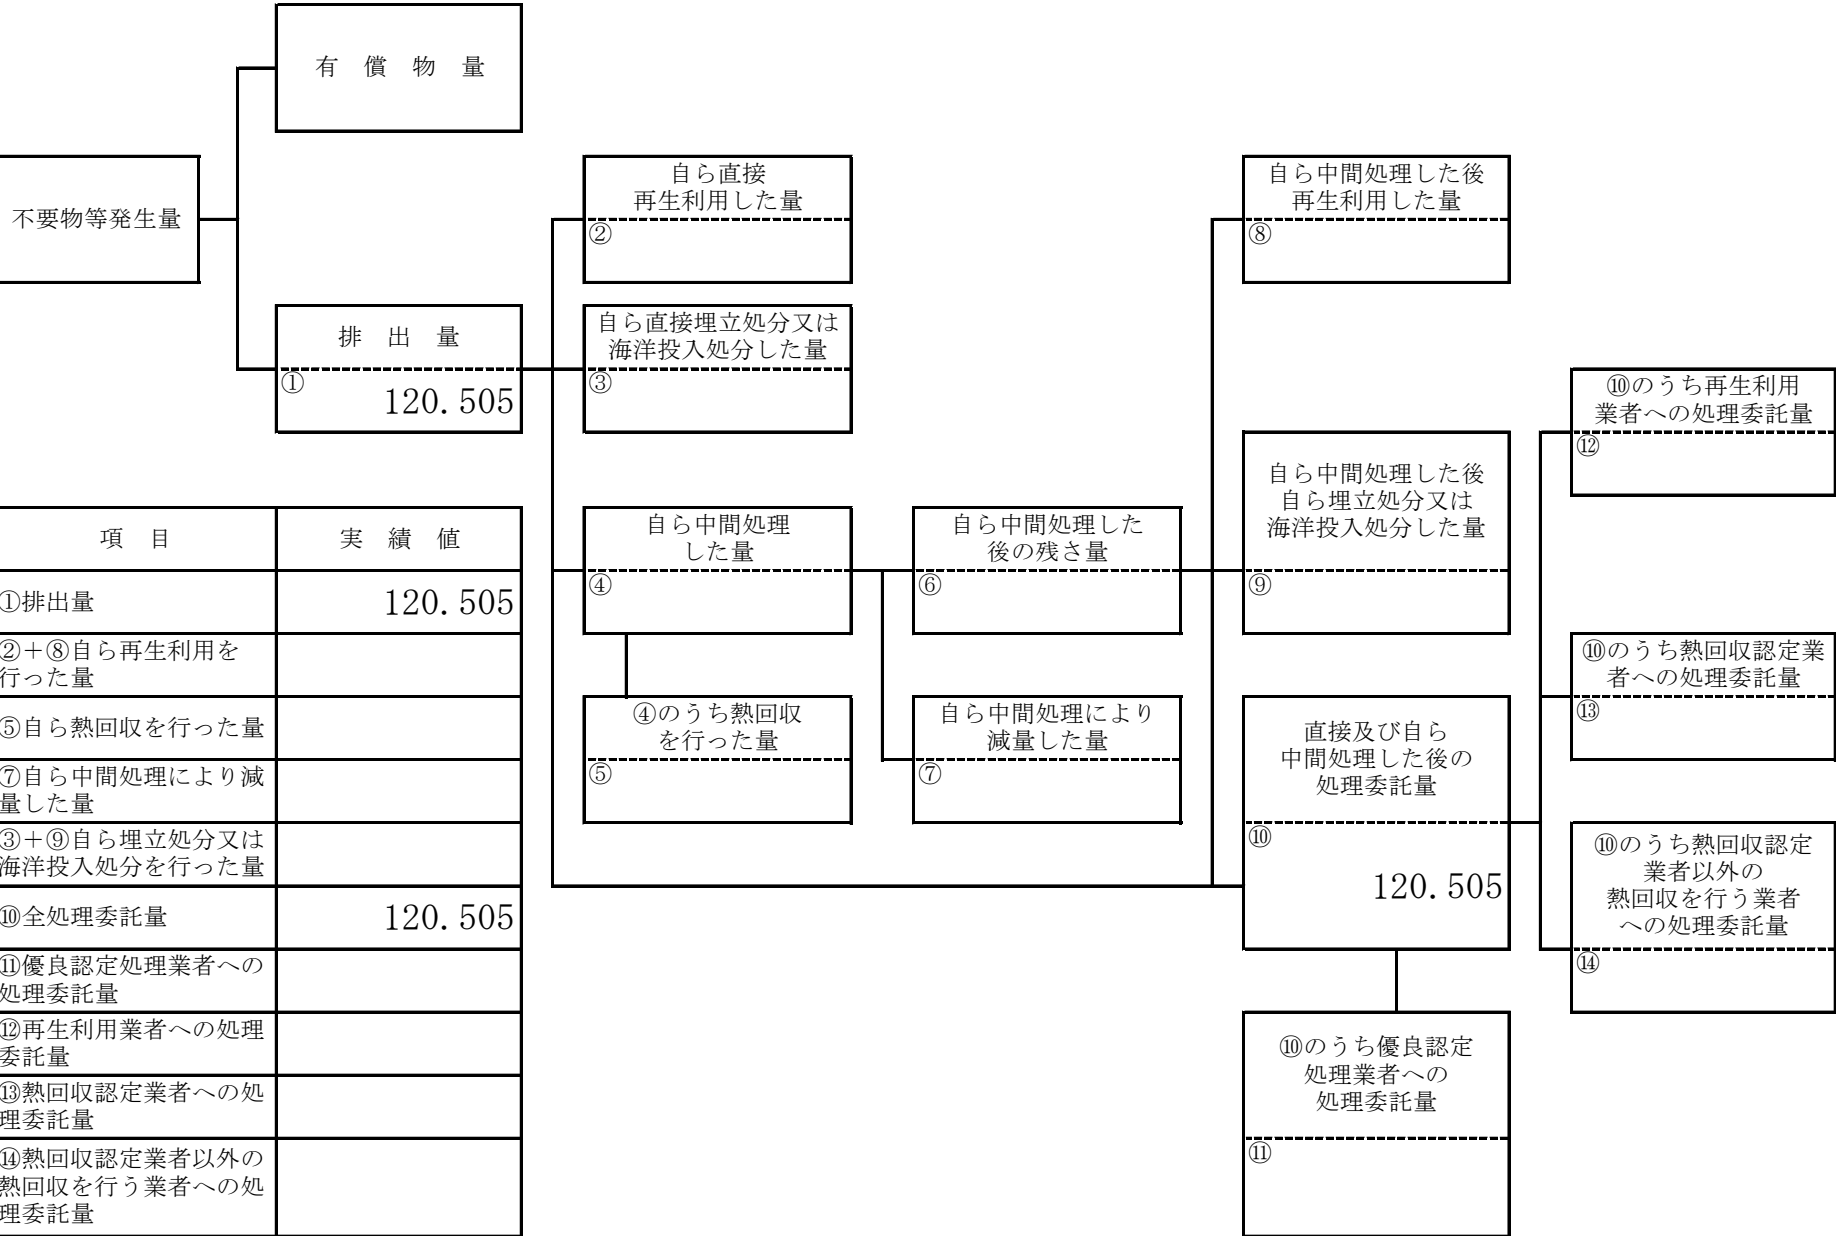 有 償 物 量
不要物等発生量
排 出 量
①
120.505
自ら直接
再生利用した量
②
自ら直接埋立処分又は
海洋投入処分した量
③
自ら中間処理
した量
④
④のうち熱回収
を行った量
⑤
自ら中間処理した
後の残さ量
⑥
自ら中間処理により
減量した量
⑦
自ら中間処理した後
再生利用した量
⑧
自ら中間処理した後
自ら埋立処分又は
海洋投入処分した量
⑨
直接及び自ら
中間処理した後の
処理委託量
⑩
120.505
⑩のうち優良認定
処理業者への
処理委託量
⑪
⑩のうち再生利用
業者への処理委託量
⑫
⑩のうち熱回収認定業
者への処理委託量
⑬
⑩のうち熱回収認定
業者以外の
熱回収を行う業者
への処理委託量
⑭
項 目 実 績 値
①排出量 120.505
②＋⑧自ら再生利用を
行った量
⑤自ら熱回収を行った量
⑦自ら中間処理により減
量した量
③＋⑨自ら埋立処分又は
海洋投入処分を行った量
⑩全処理委託量 120.505
⑪優良認定処理業者への
処理委託量
⑫再生利用業者への処理
委託量
⑬熱回収認定業者への処
理委託量
⑭熱回収認定業者以外の
熱回収を行う業者への処
理委託量